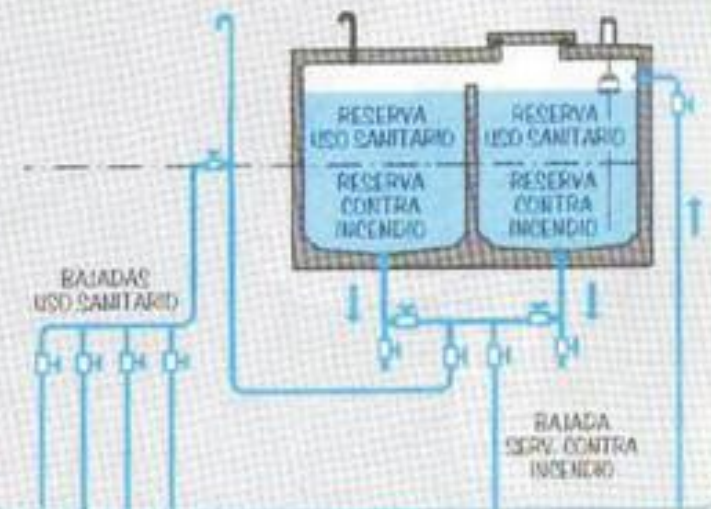 RESERVA
USO SANITARIO
RESERVA
CONTRA
INCENDIO
RESERVA
USO SANITARIO
RESERVA
CONTRA
INCENDIO
BAJADAS
USO SANITARIO
BAJADA
SERV. CONTRA
INCENDIO